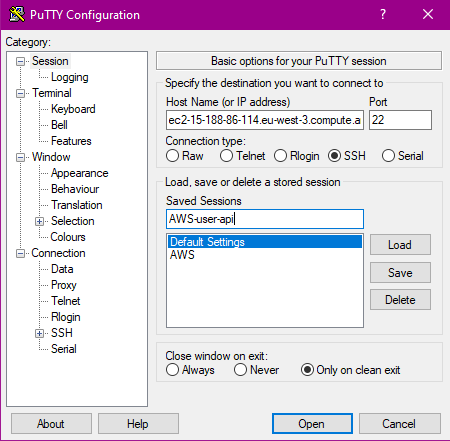 PuTTY Configuration
?
Category:
Session
Logging
Terminal
Keyboard
Bell
Features
Window
Appearance
Behaviour
Translation
Selection
Colours
Connection
Data
Proxy
Telnet
Rlogin
SSH
Serial
Basic options for your PuTTY session
Specify the destination you want to connect to
Host Name (or IP address) Port
ec2-15-188-86-114.eu-west-3.compute.a 22
Connection type:
Raw Telnet Rlogin SSH Serial
Load, save or delete a stored session
Saved Sessions
AWS-user-api
Default Settings
AWS
Load
Save
Delete
Close window on exit:
Always Never Only on clean exit
About Help Open Cancel